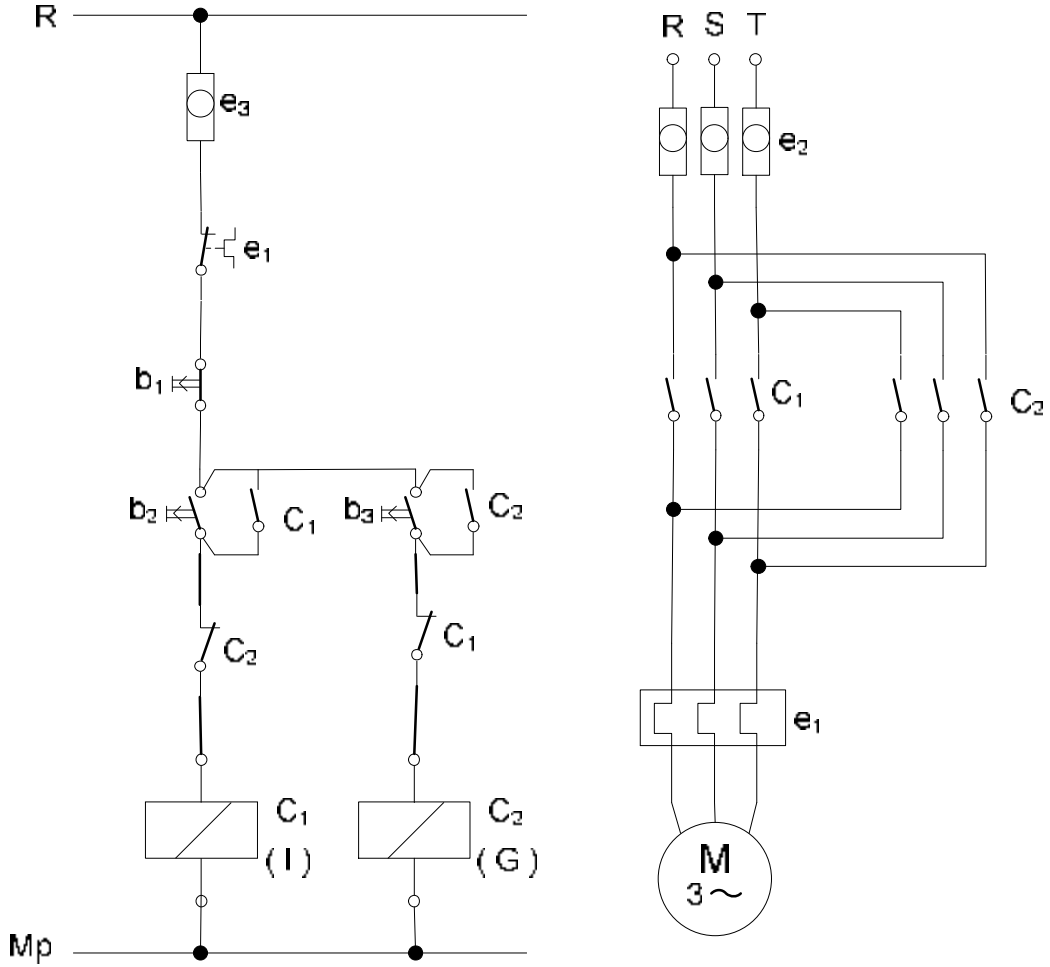 R
e₃
e₁
b₁
b₂
C₁
b₃
C₂
C₂
C₁
C₁
( I )
C₂
( G )
Mp
R S T
e₂
C₁
C₂
e₁
M
3 ~